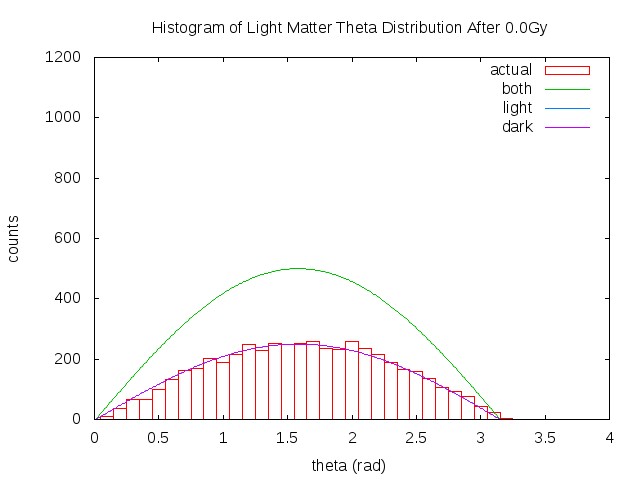 Histogram of Light Matter Theta Distribution After 0.0Gy
1200
1000
800
600
400
200
0
counts
actual
both
light
dark
0 0.5 1 1.5 2 2.5 3 3.5 4
theta (rad)